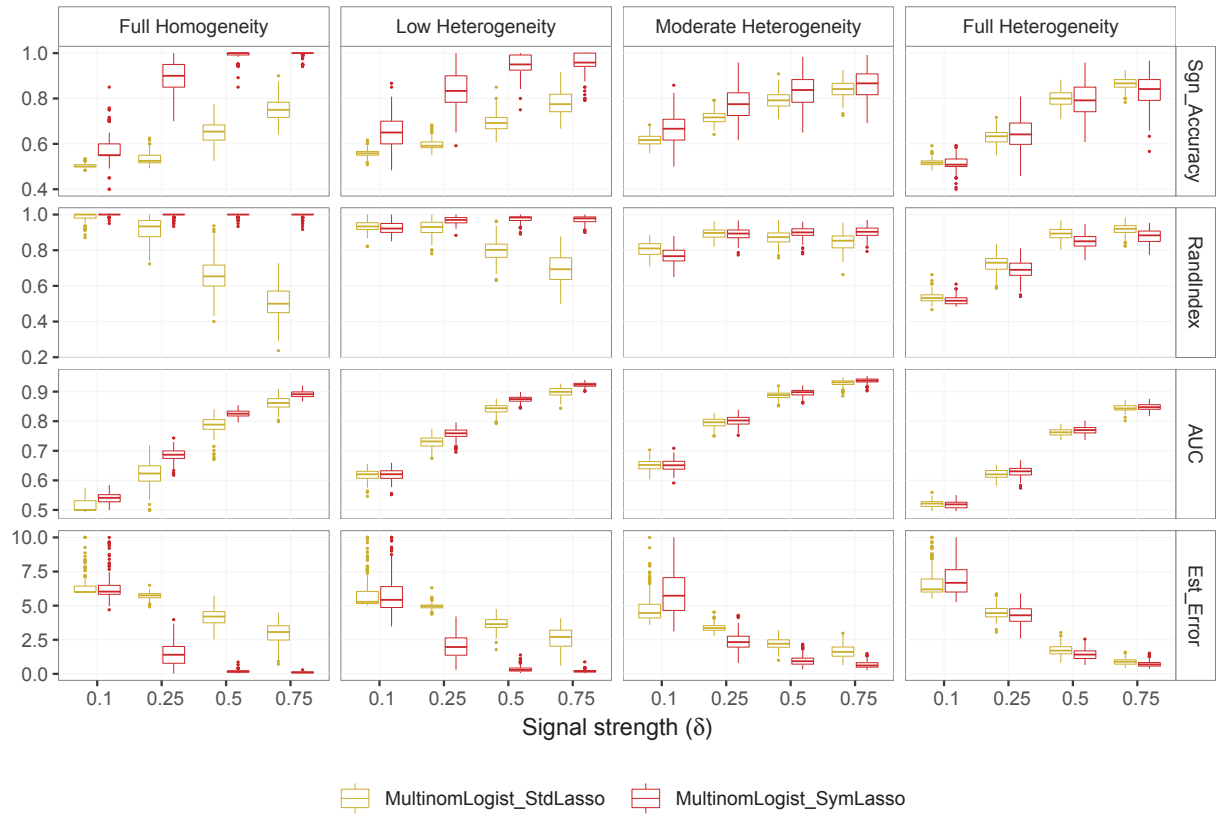 Full Homogeneity Low Heterogeneity Moderate Heterogeneity Full Heterogeneity
1.0
0.8
0.6
0.4
Sgn_Accuracy
1.0
0.8
0.6
0.4
0.2
RandIndex
0.9
0.8
0.7
0.6
0.5
AUC
10.0
7.5
5.0
2.5
0.0
Est_Error
0.1 0.25 0.5 0.75 0.1 0.25 0.5 0.75 0.1 0.25 0.5 0.75 0.1 0.25 0.5 0.75
Signal strength (δ)
MultinomLogist_StdLasso MultinomLogist_SymLasso